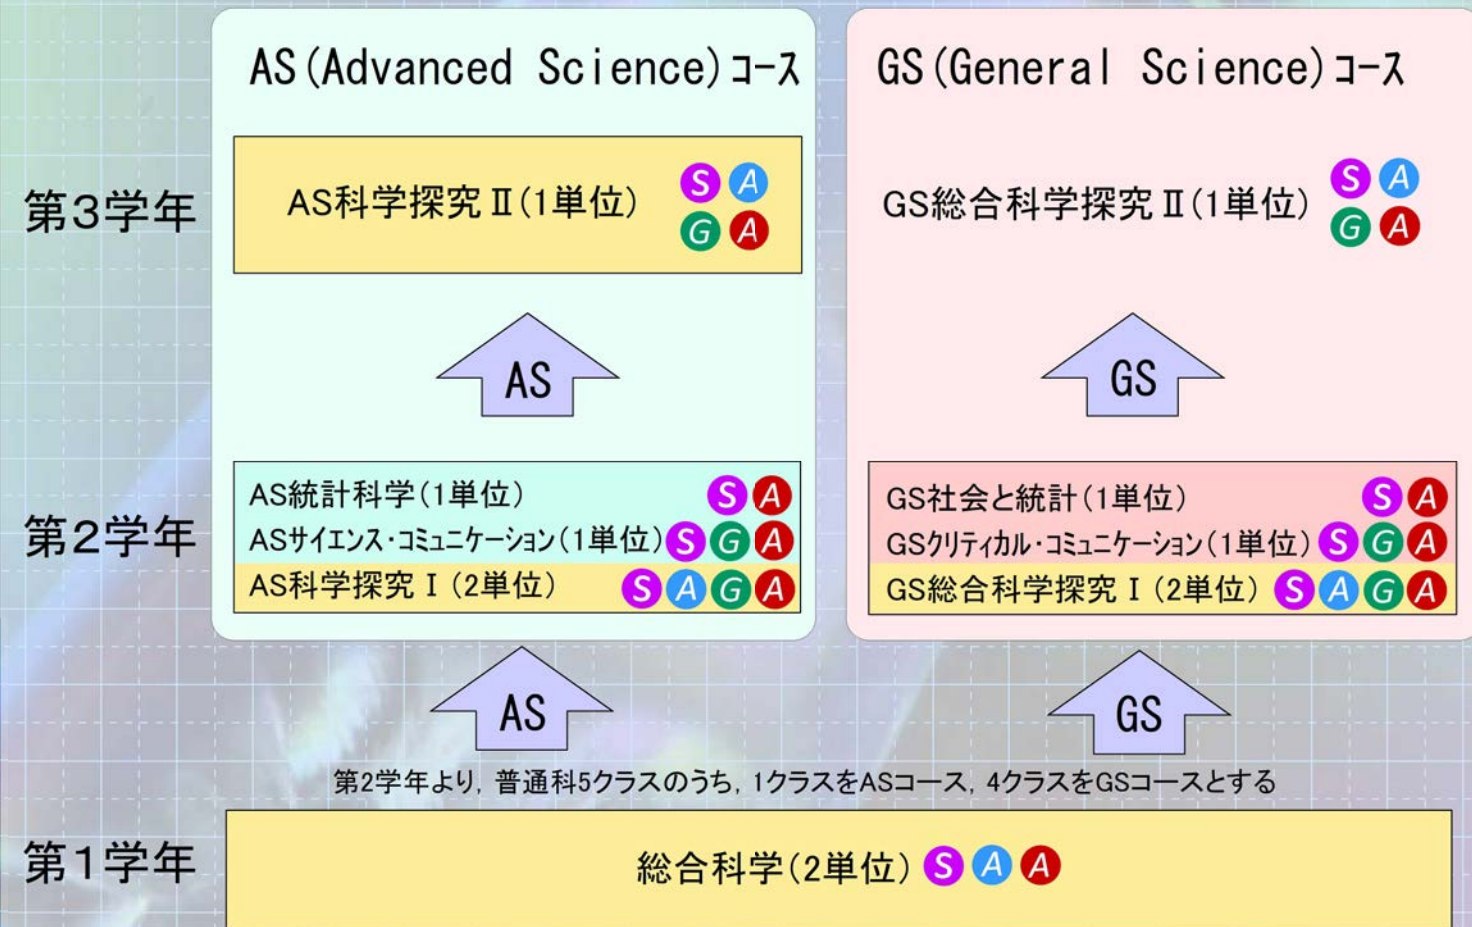 AS(Advanced Science)コース
GS(General Science)コース
第3学年
AS科学探究Ⅱ(1単位)
S A
G A
GS総合科学探究Ⅱ(1単位)
S A
G A
AS
GS
第2学年
AS統計科学(1単位) S A
ASサイエンス・コミュニケーション(1単位) S G A
AS科学探究Ⅰ(2単位) S A G A
GS社会と統計(1単位) S A
GSクリティカル・コミュニケーション(1単位) S G A
GS総合科学探究Ⅰ(2単位) S A G A
AS
GS
第2学年より, 普通科5クラスのうち, 1クラスをASコース, 4クラスをGSコースとする
第1学年
総合科学(2単位) S A A